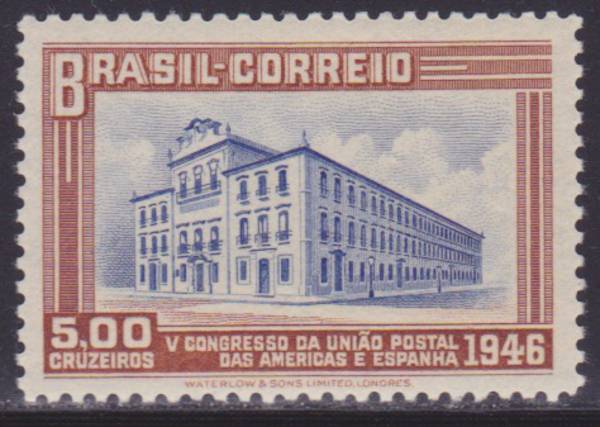 BRASIL-CORREIO
5,00 CRUZEIROS
V CONGRESSO DA UNIÃO POSTAL
DAS AMERICAS E ESPANHA
1946
WATERLOW & SONS LIMITED, LONDRES.